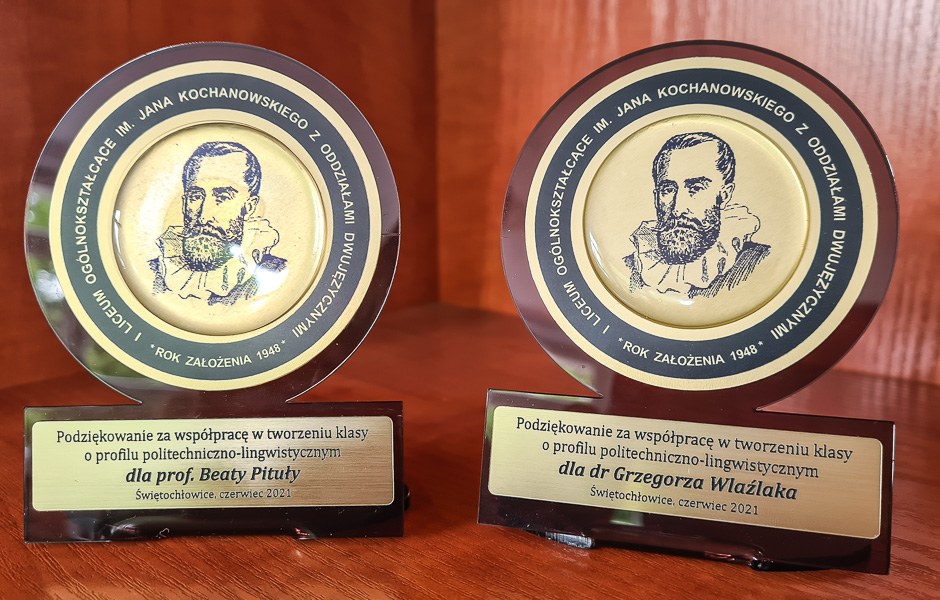 I LICEUM OGÓLNOKSZTAŁCĄCE IM. JANA KOCHANOWSKIEGO Z ODDZIAŁAMI DWUJĘZYCZNYMI
*ROK ZAŁOŻENIA 1948*
Podziękowanie za współpracę w tworzeniu klasy
o profilu politechniczno-lingwistycznym
dla prof. Beaty Pituły
Świętochłowice, czerwiec 2021
I LICEUM OGÓLNOKSZTAŁCĄCE IM. JANA KOCHANOWSKIEGO Z ODDZIAŁAMI DWUJĘZYCZNYMI
*ROK ZAŁOŻENIA 1948*
Podziękowanie za współpracę w tworzeniu klasy
o profilu politechniczno-lingwistycznym
dla dr Grzegorza Wlaźlaka
Świętochłowice, czerwiec 2021